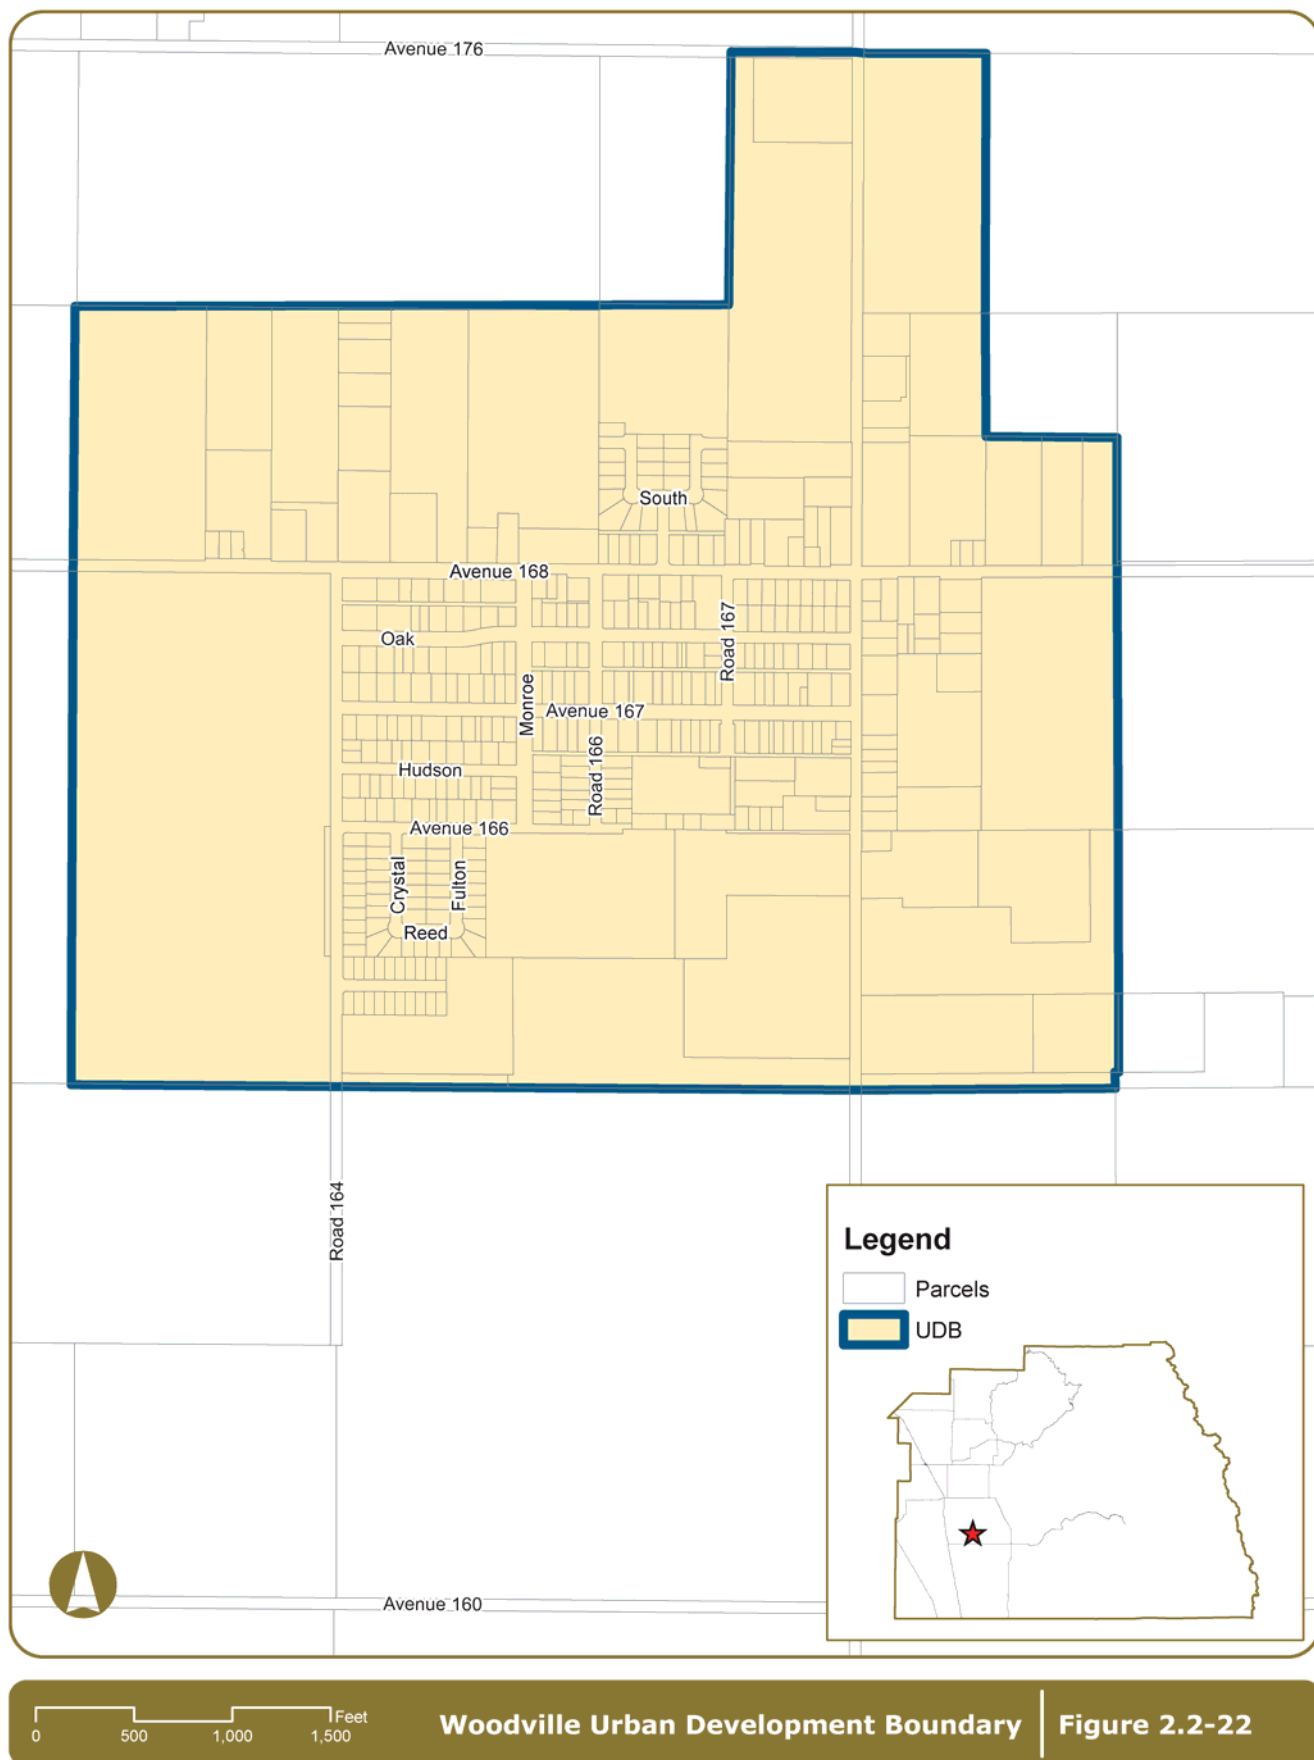 Avenue 176
South
Avenue 168
Oak
Road 167
Monroe
Avenue 167
Road 166
Hudson
Avenue 166
Crystal
Fulton
Reed
Road 164
Legend
Parcels
UDB
Avenue 160
Feet
0 500 1,000 1,500
Woodville Urban Development Boundary
Figure 2.2-22